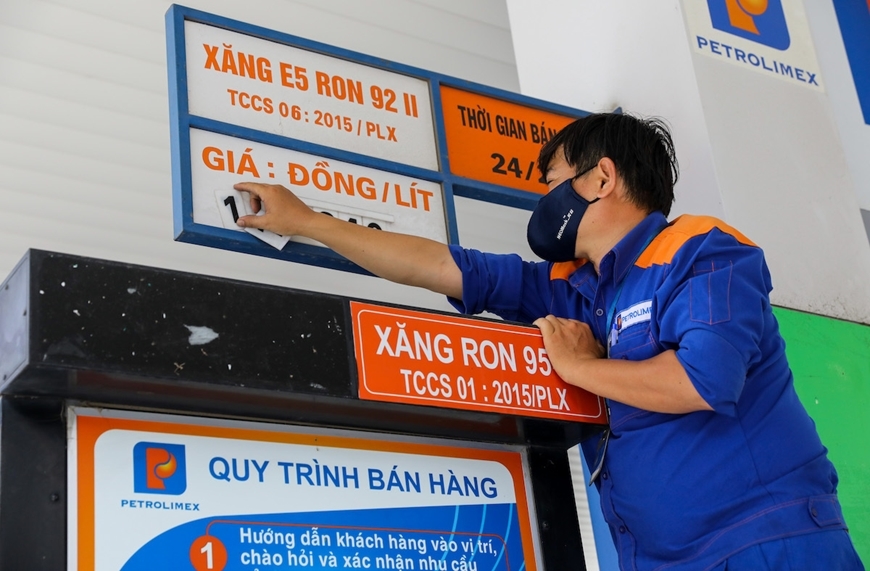 XĂNG E5 RON 92 II
TCCS 06 : 2015 / PLX
THỜI GIAN BÁN
24/
GIÁ : ĐỒNG/LÍT
1
PETROLIMEX
PETROLIMEX
XĂNG RON 95
TCCS 01 : 2015/PLX
PETROLIMEX
QUY TRÌNH BÁN HÀNG
1
Hướng dẫn khách hàng vào vị trí,
chào hỏi và xác nhận nhu cầu